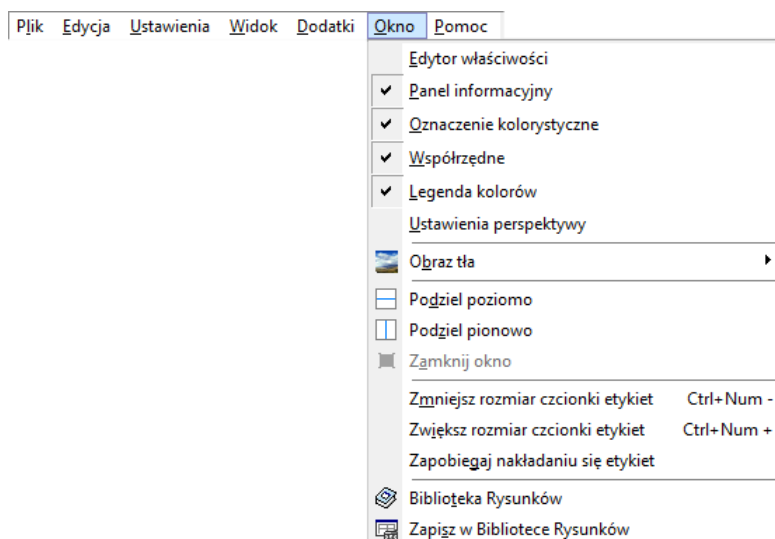 Plik Edycja Ustawienia Widok Dodatki Okno Pomoc
Edytor właściwości
Panel informacyjny
Oznaczenie kolorystyczne
Współrzędne
Legenda kolorów
Ustawienia perspektywy
Obraz tła
Podziel poziomo
Podziel pionowo
Zamknij okno
Zmniejsz rozmiar czcionki etykiet Ctrl+Num -
Zwiększ rozmiar czcionki etykiet Ctrl+Num +
Zapobiegaj nakładaniu się etykiet
Biblioteka Rysunków
Zapisz w Bibliotece Rysunków